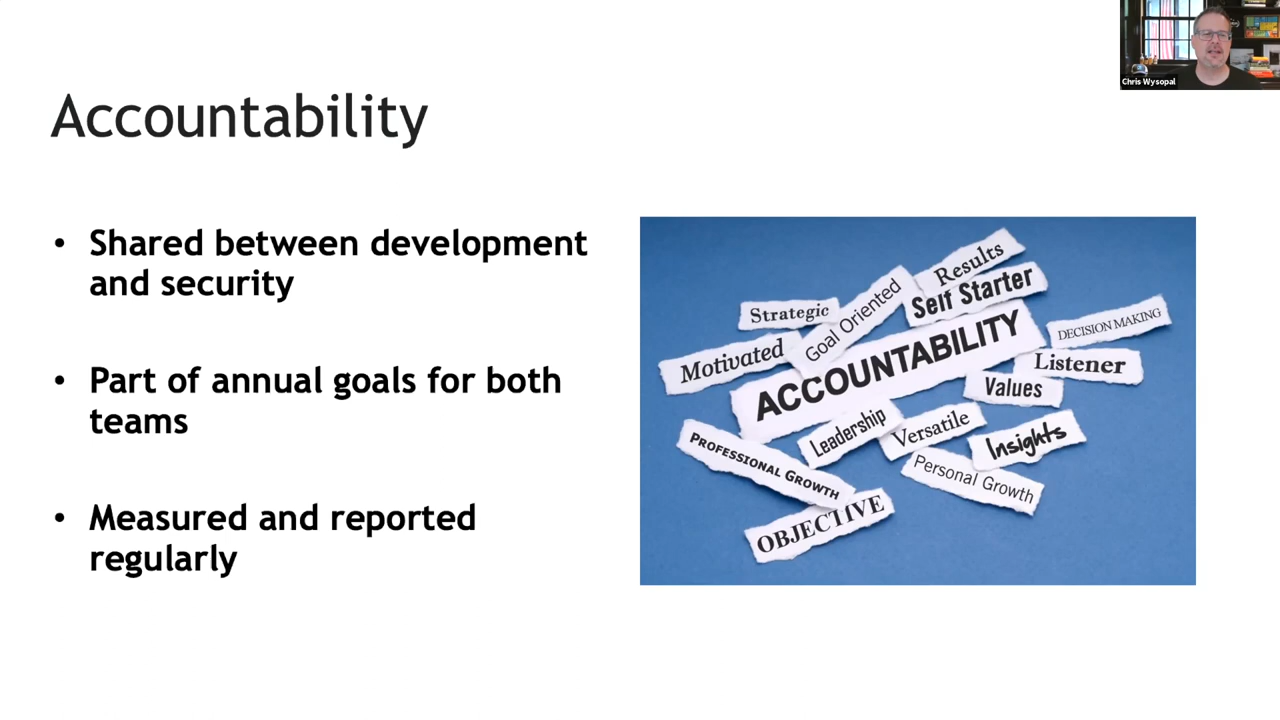 Chris Wysopal
Accountability
• Shared between development
and security
• Part of annual goals for both
teams
• Measured and reported
regularly
Results
Self Starter
Goal Oriented
Strategic
DECISION MAKING
ACCOUNTABILITY
Motivated
Listener
Values
Leadership
Versatile
Insights
PROFESSIONAL GROWTH
Personal Growth
OBJECTIVE